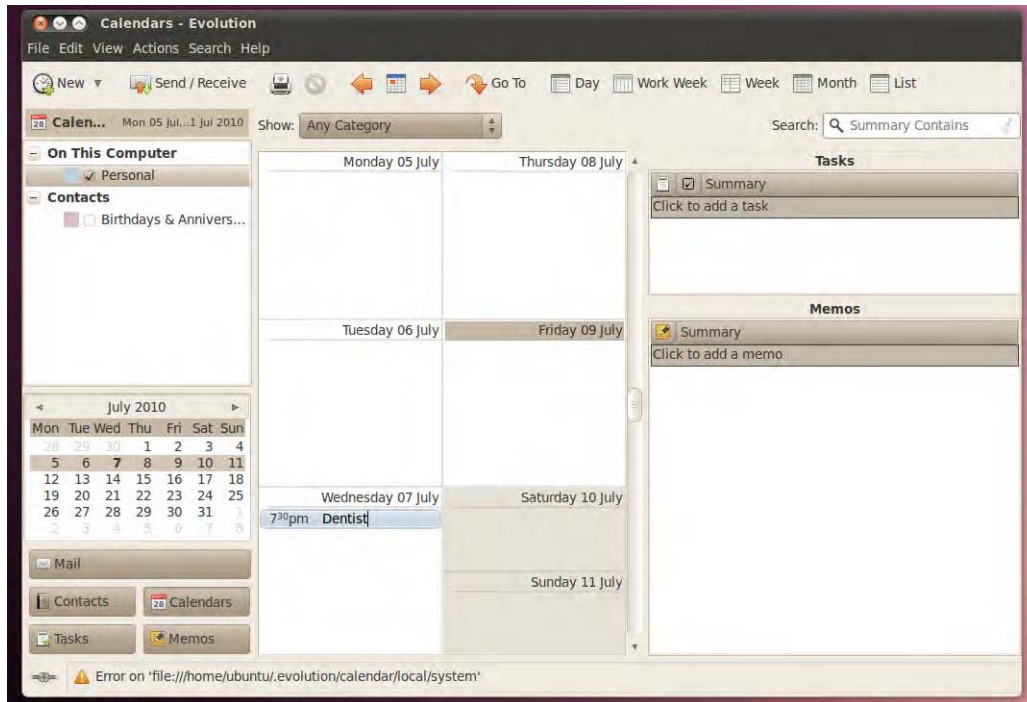 Calendars - Evolution
File Edit View Actions Search Help
New Send / Receive Go To Day Work Week Week Month List
28 Calen... Mon 05 Jul...1 Jul 2010
Show: Any Category Search: Summary Contains
On This Computer
Personal
Contacts
Birthdays & Annivers...
July 2010
Mon Tue Wed Thu Fri Sat Sun
28 29 30 1 2 3 4
5 6 7 8 9 10 11
12 13 14 15 16 17 18
19 20 21 22 23 24 25
26 27 28 29 30 31 1
2 3 4 5 6 7 8
Mail
Contacts 28 Calendars
Tasks Memos
Monday 05 July
Tuesday 06 July
Wednesday 07 July
7³⁰pm Dentist
Thursday 08 July
Friday 09 July
Saturday 10 July
Sunday 11 July
Tasks
Summary
Click to add a task
Memos
Summary
Click to add a memo
Error on 'file:///home/ubuntu/.evolution/calendar/local/system'